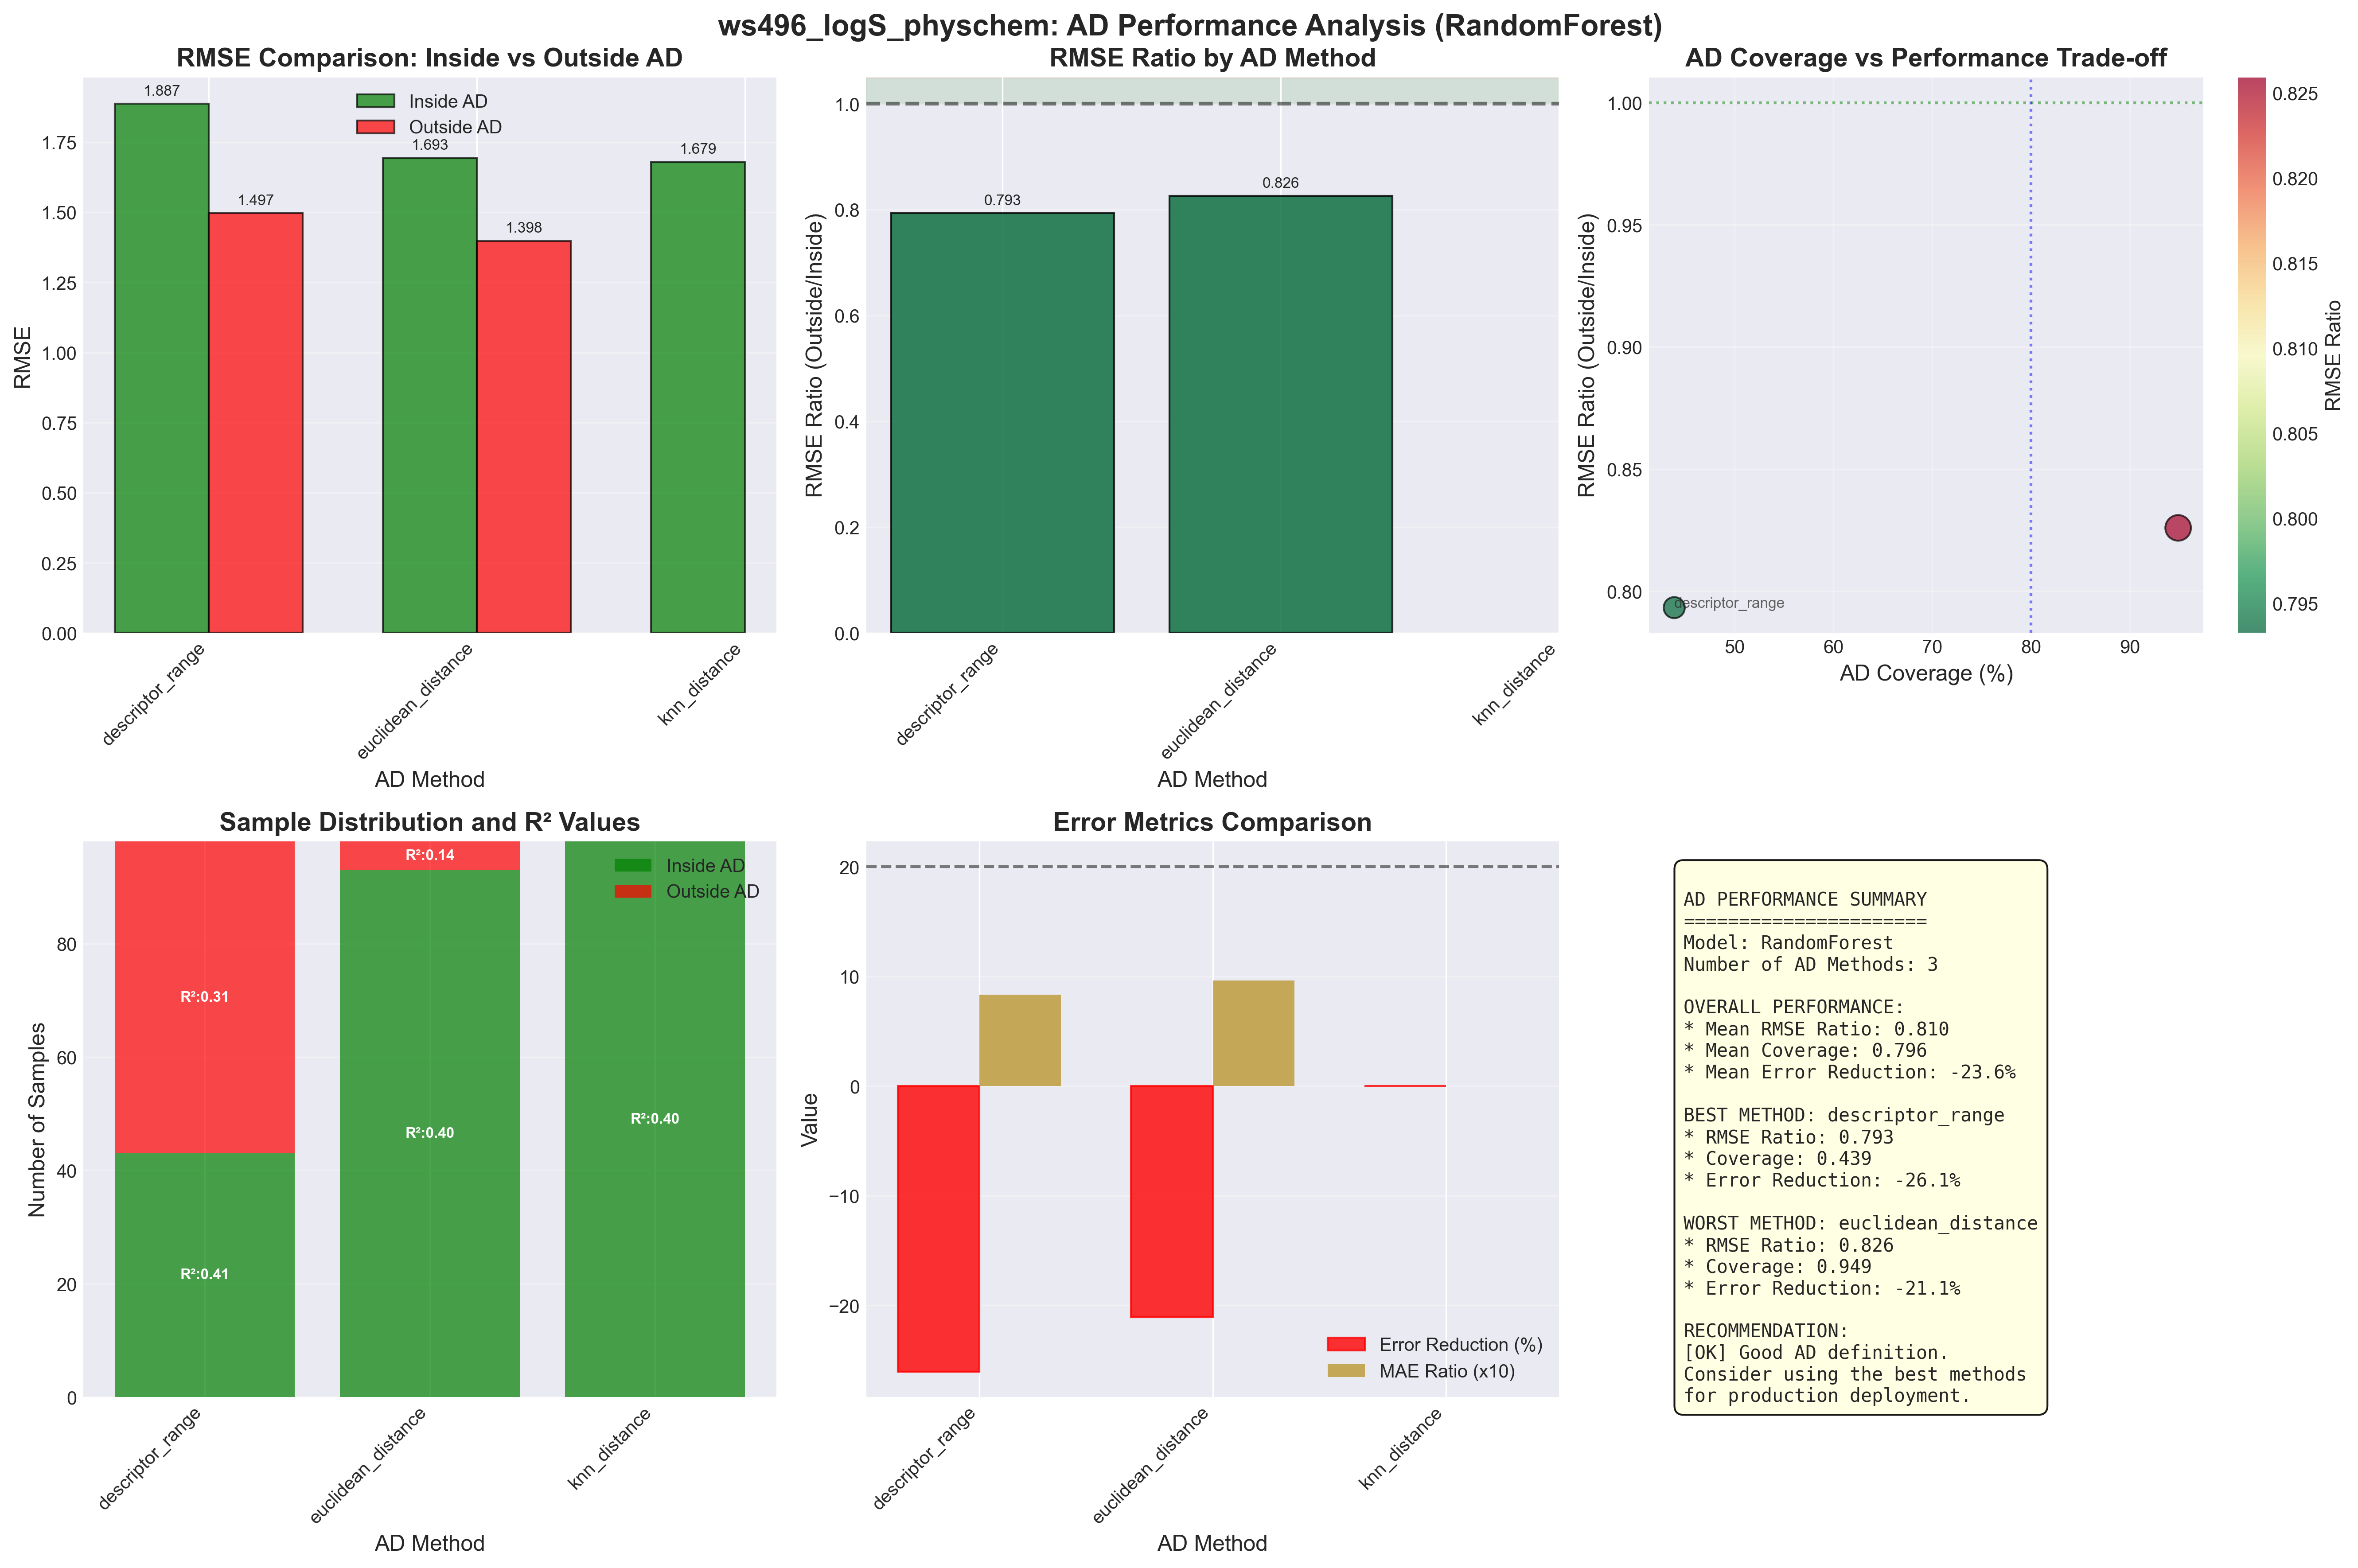 ws496_logS_physchem: AD Performance Analysis (RandomForest)
RMSE Comparison: Inside vs Outside AD
1.887
1.497
1.693
1.398
1.679
Inside AD
Outside AD
RMSE
1.75
1.50
1.25
1.00
0.75
0.50
0.25
0.00
descriptor_range
euclidean_distance
knn_distance
AD Method
RMSE Ratio by AD Method
0.793
0.826
RMSE Ratio (Outside/Inside)
1.0
0.8
0.6
0.4
0.2
0.0
descriptor_range
euclidean_distance
knn_distance
AD Method
AD Coverage vs Performance Trade-off
RMSE Ratio (Outside/Inside)
1.00
0.95
0.90
0.85
0.80
descriptor_range
50
60
70
80
90
AD Coverage (%)
0.825
0.820
0.815
0.810
0.805
0.800
0.795
RMSE Ratio
Sample Distribution and R² Values
Number of Samples
80
60
40
20
0
R²:0.31
R²:0.41
R²:0.14
R²:0.40
R²:0.40
Inside AD
Outside AD
descriptor_range
euclidean_distance
knn_distance
AD Method
Error Metrics Comparison
Value
20
10
0
−10
−20
Error Reduction (%)
MAE Ratio (x10)
descriptor_range
euclidean_distance
knn_distance
AD Method
AD PERFORMANCE SUMMARY
======================
Model: RandomForest
Number of AD Methods: 3
OVERALL PERFORMANCE:
* Mean RMSE Ratio: 0.810
* Mean Coverage: 0.796
* Mean Error Reduction: -23.6%
BEST METHOD: descriptor_range
* RMSE Ratio: 0.793
* Coverage: 0.439
* Error Reduction: -26.1%
WORST METHOD: euclidean_distance
* RMSE Ratio: 0.826
* Coverage: 0.949
* Error Reduction: -21.1%
RECOMMENDATION:
[OK] Good AD definition.
Consider using the best methods
for production deployment.